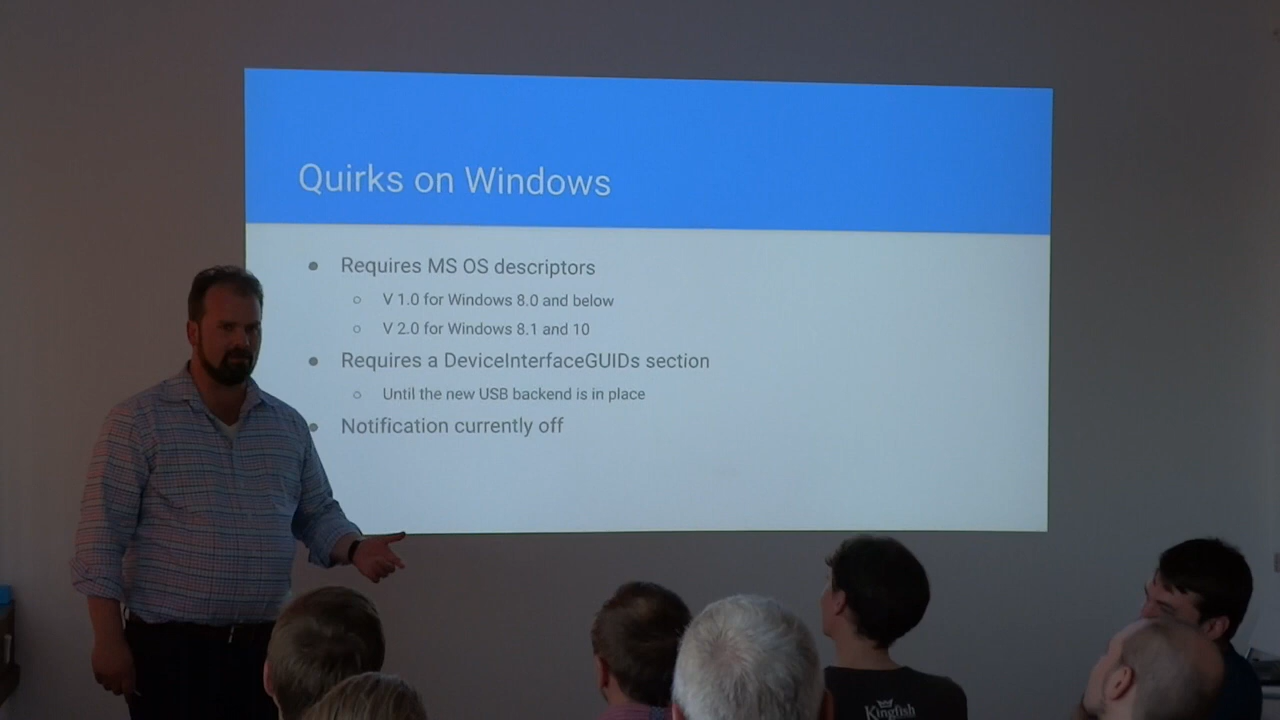 Quirks on Windows
● Requires MS OS descriptors
○ V 1.0 for Windows 8.0 and below
○ V 2.0 for Windows 8.1 and 10
● Requires a DeviceInterfaceGUIDs section
○ Until the new USB backend is in place
● Notification currently off
Kingfish